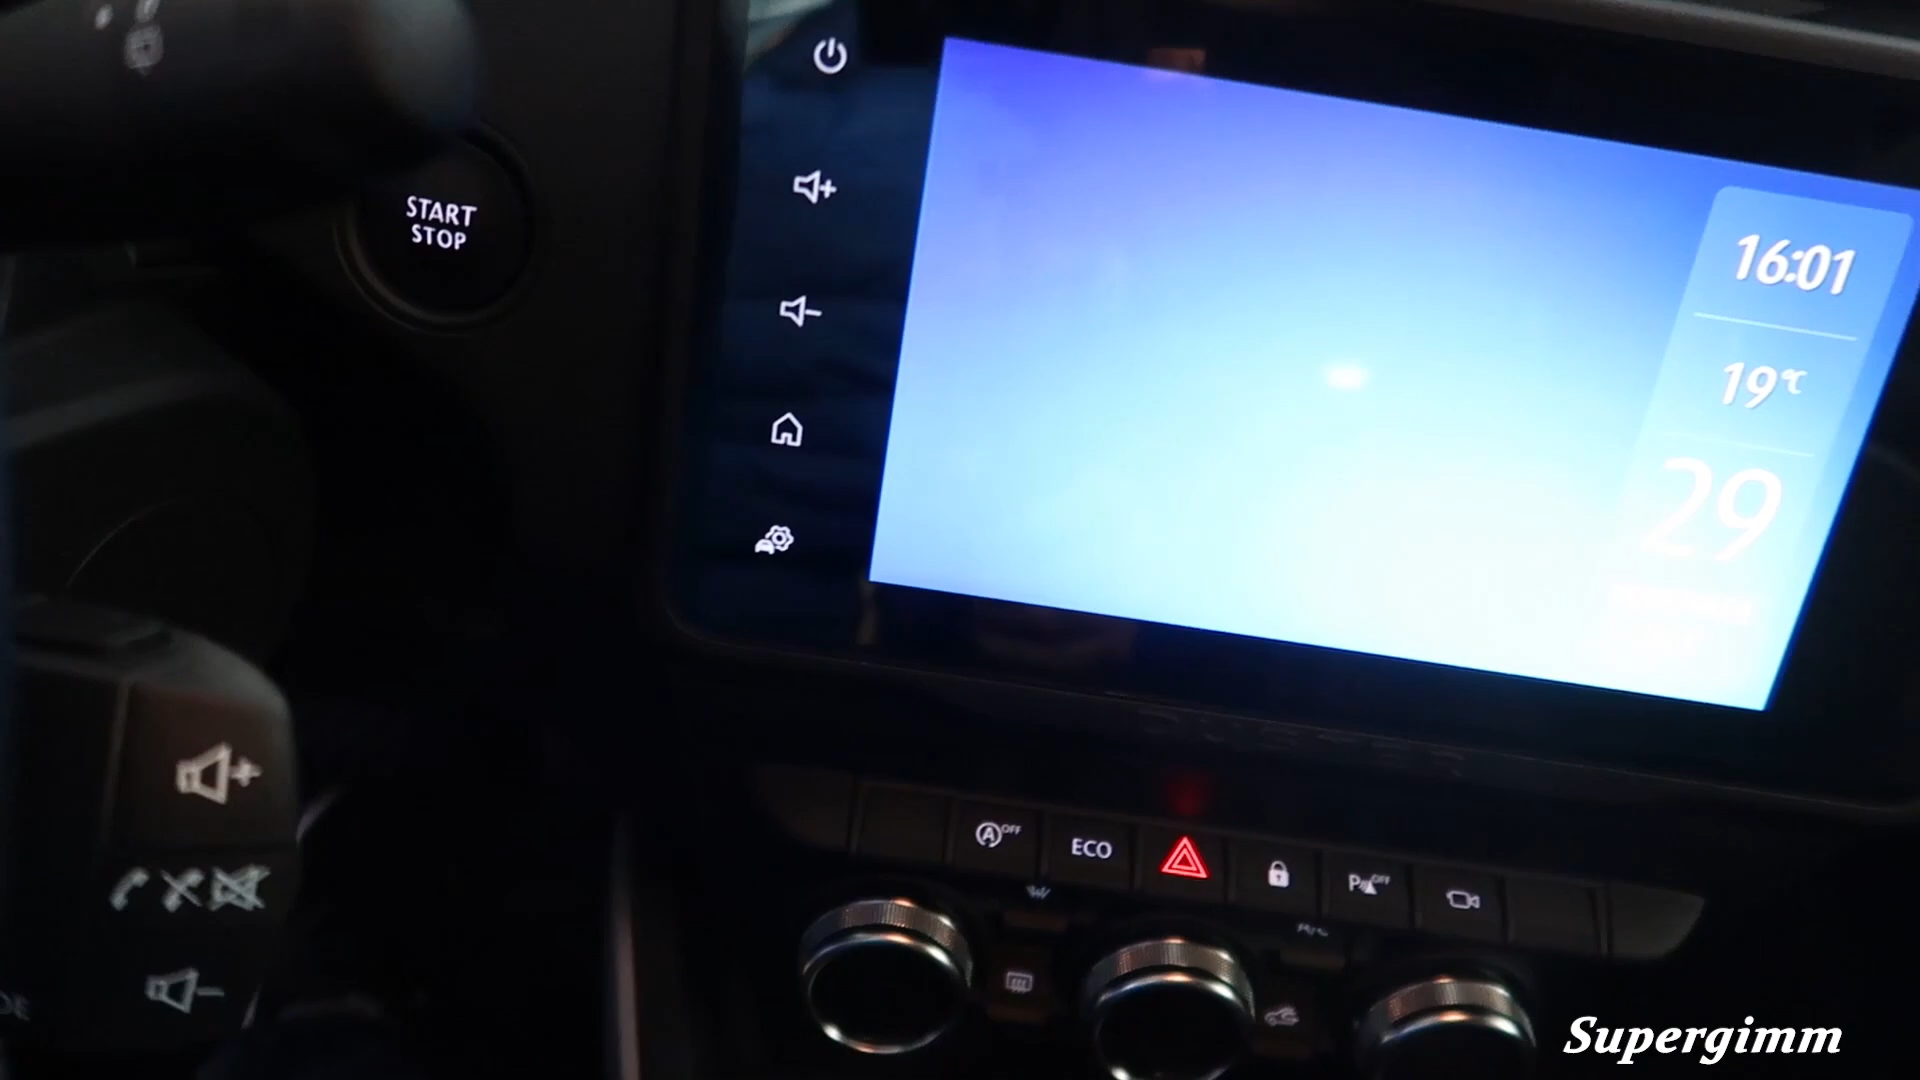 START
STOP
16:01
19°C
29
OFF
ECO
P OFF
A/C
Supergimm